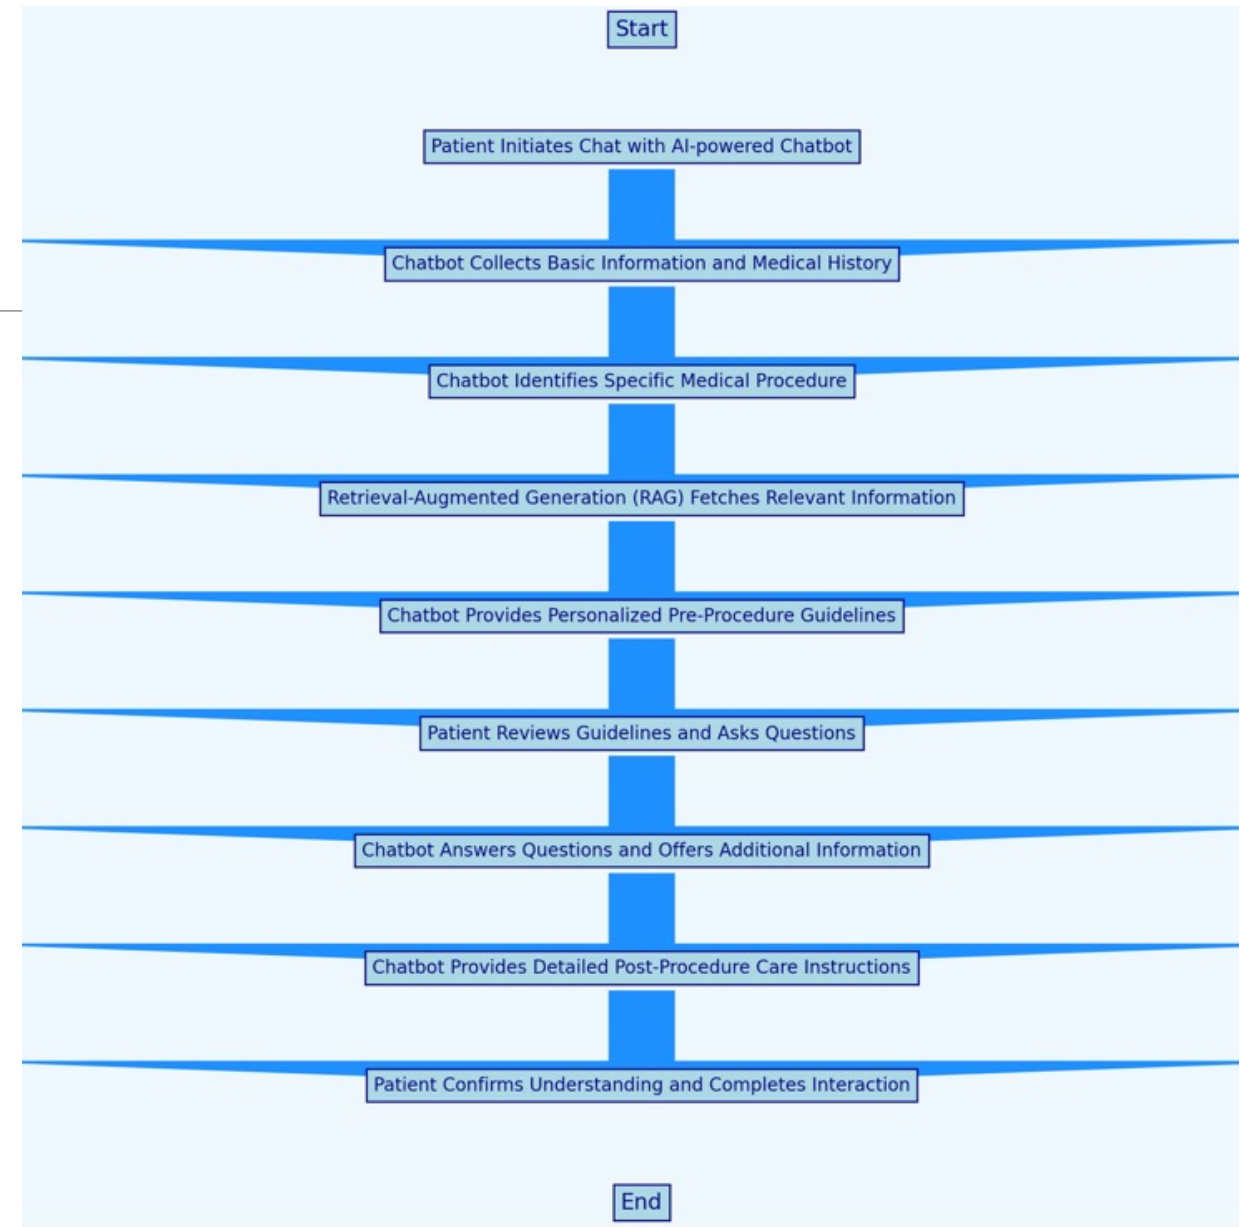 Start
Patient Initiates Chat with AI-powered Chatbot
Chatbot Collects Basic Information and Medical History
Chatbot Identifies Specific Medical Procedure
Retrieval-Augmented Generation (RAG) Fetches Relevant Information
Chatbot Provides Personalized Pre-Procedure Guidelines
Patient Reviews Guidelines and Asks Questions
Chatbot Answers Questions and Offers Additional Information
Chatbot Provides Detailed Post-Procedure Care Instructions
Patient Confirms Understanding and Completes Interaction
End